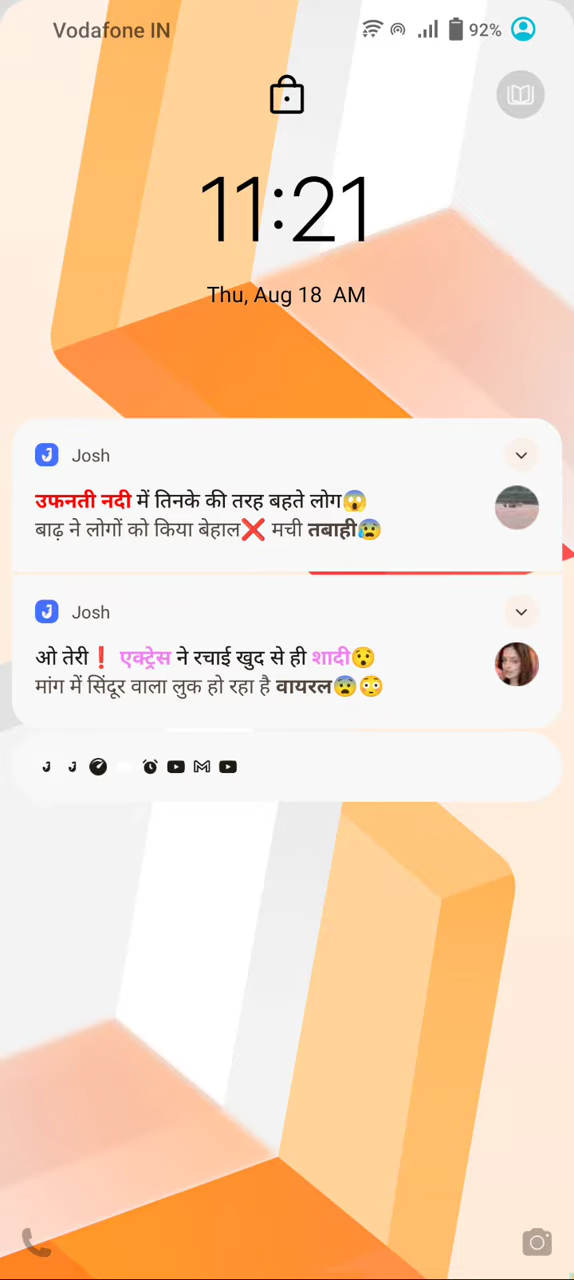 Vodafone IN
92%
11:21
Thu, Aug 18 AM
Josh
उफनती नदी में तिनके की तरह बहते लोग😱
बाढ़ ने लोगों को किया बेहाल❌ मची तबाही😰
Josh
ओ तेरी❗ एक्ट्रेस ने रचाई खुद से ही शादी😯
मांग में सिंदूर वाला लुक हो रहा है वायरल😨😳